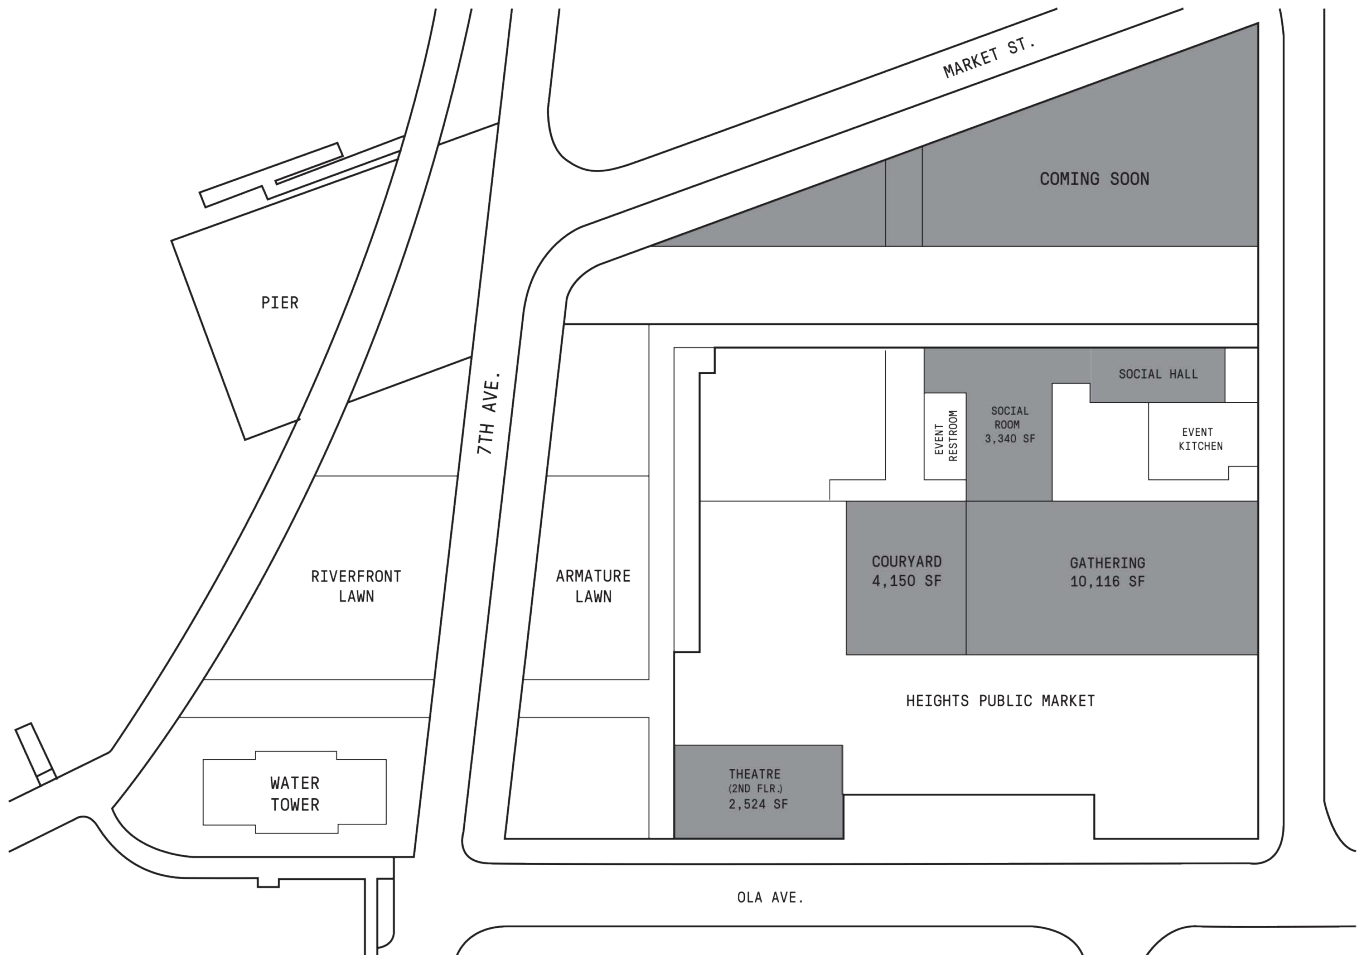 MARKET ST.
COMING SOON
PIER
7TH AVE.
SOCIAL HALL
SOCIAL
ROOM
3,340 SF
EVENT
RESTROOM
EVENT
KITCHEN
RIVERFRONT
LAWN
ARMATURE
LAWN
COURYARD
4,150 SF
GATHERING
10,116 SF
HEIGHTS PUBLIC MARKET
WATER
TOWER
THEATRE
(2ND FLR.)
2,524 SF
OLA AVE.